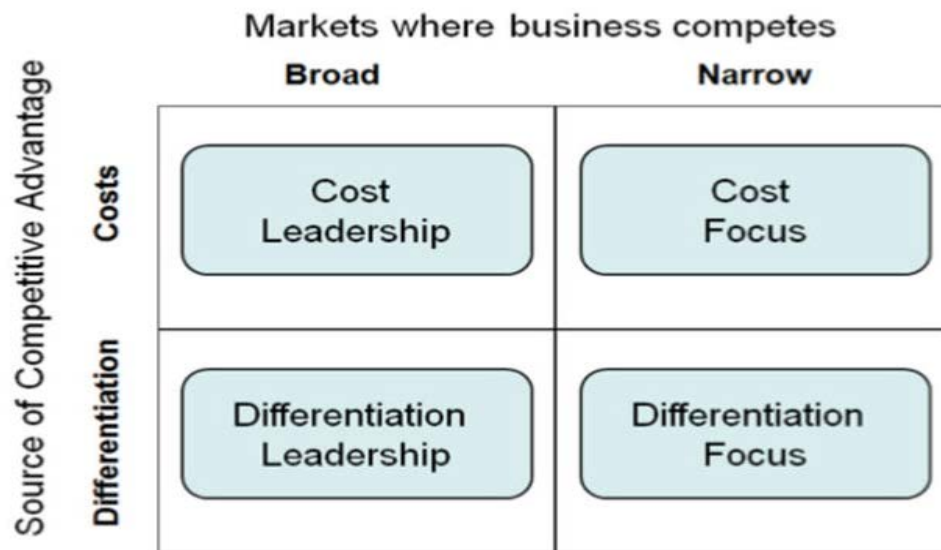 Markets where business competes
Broad
Narrow
Source of Competitive Advantage
Costs
Cost
Leadership
Cost
Focus
Differentiation
Differentiation
Leadership
Differentiation
Focus